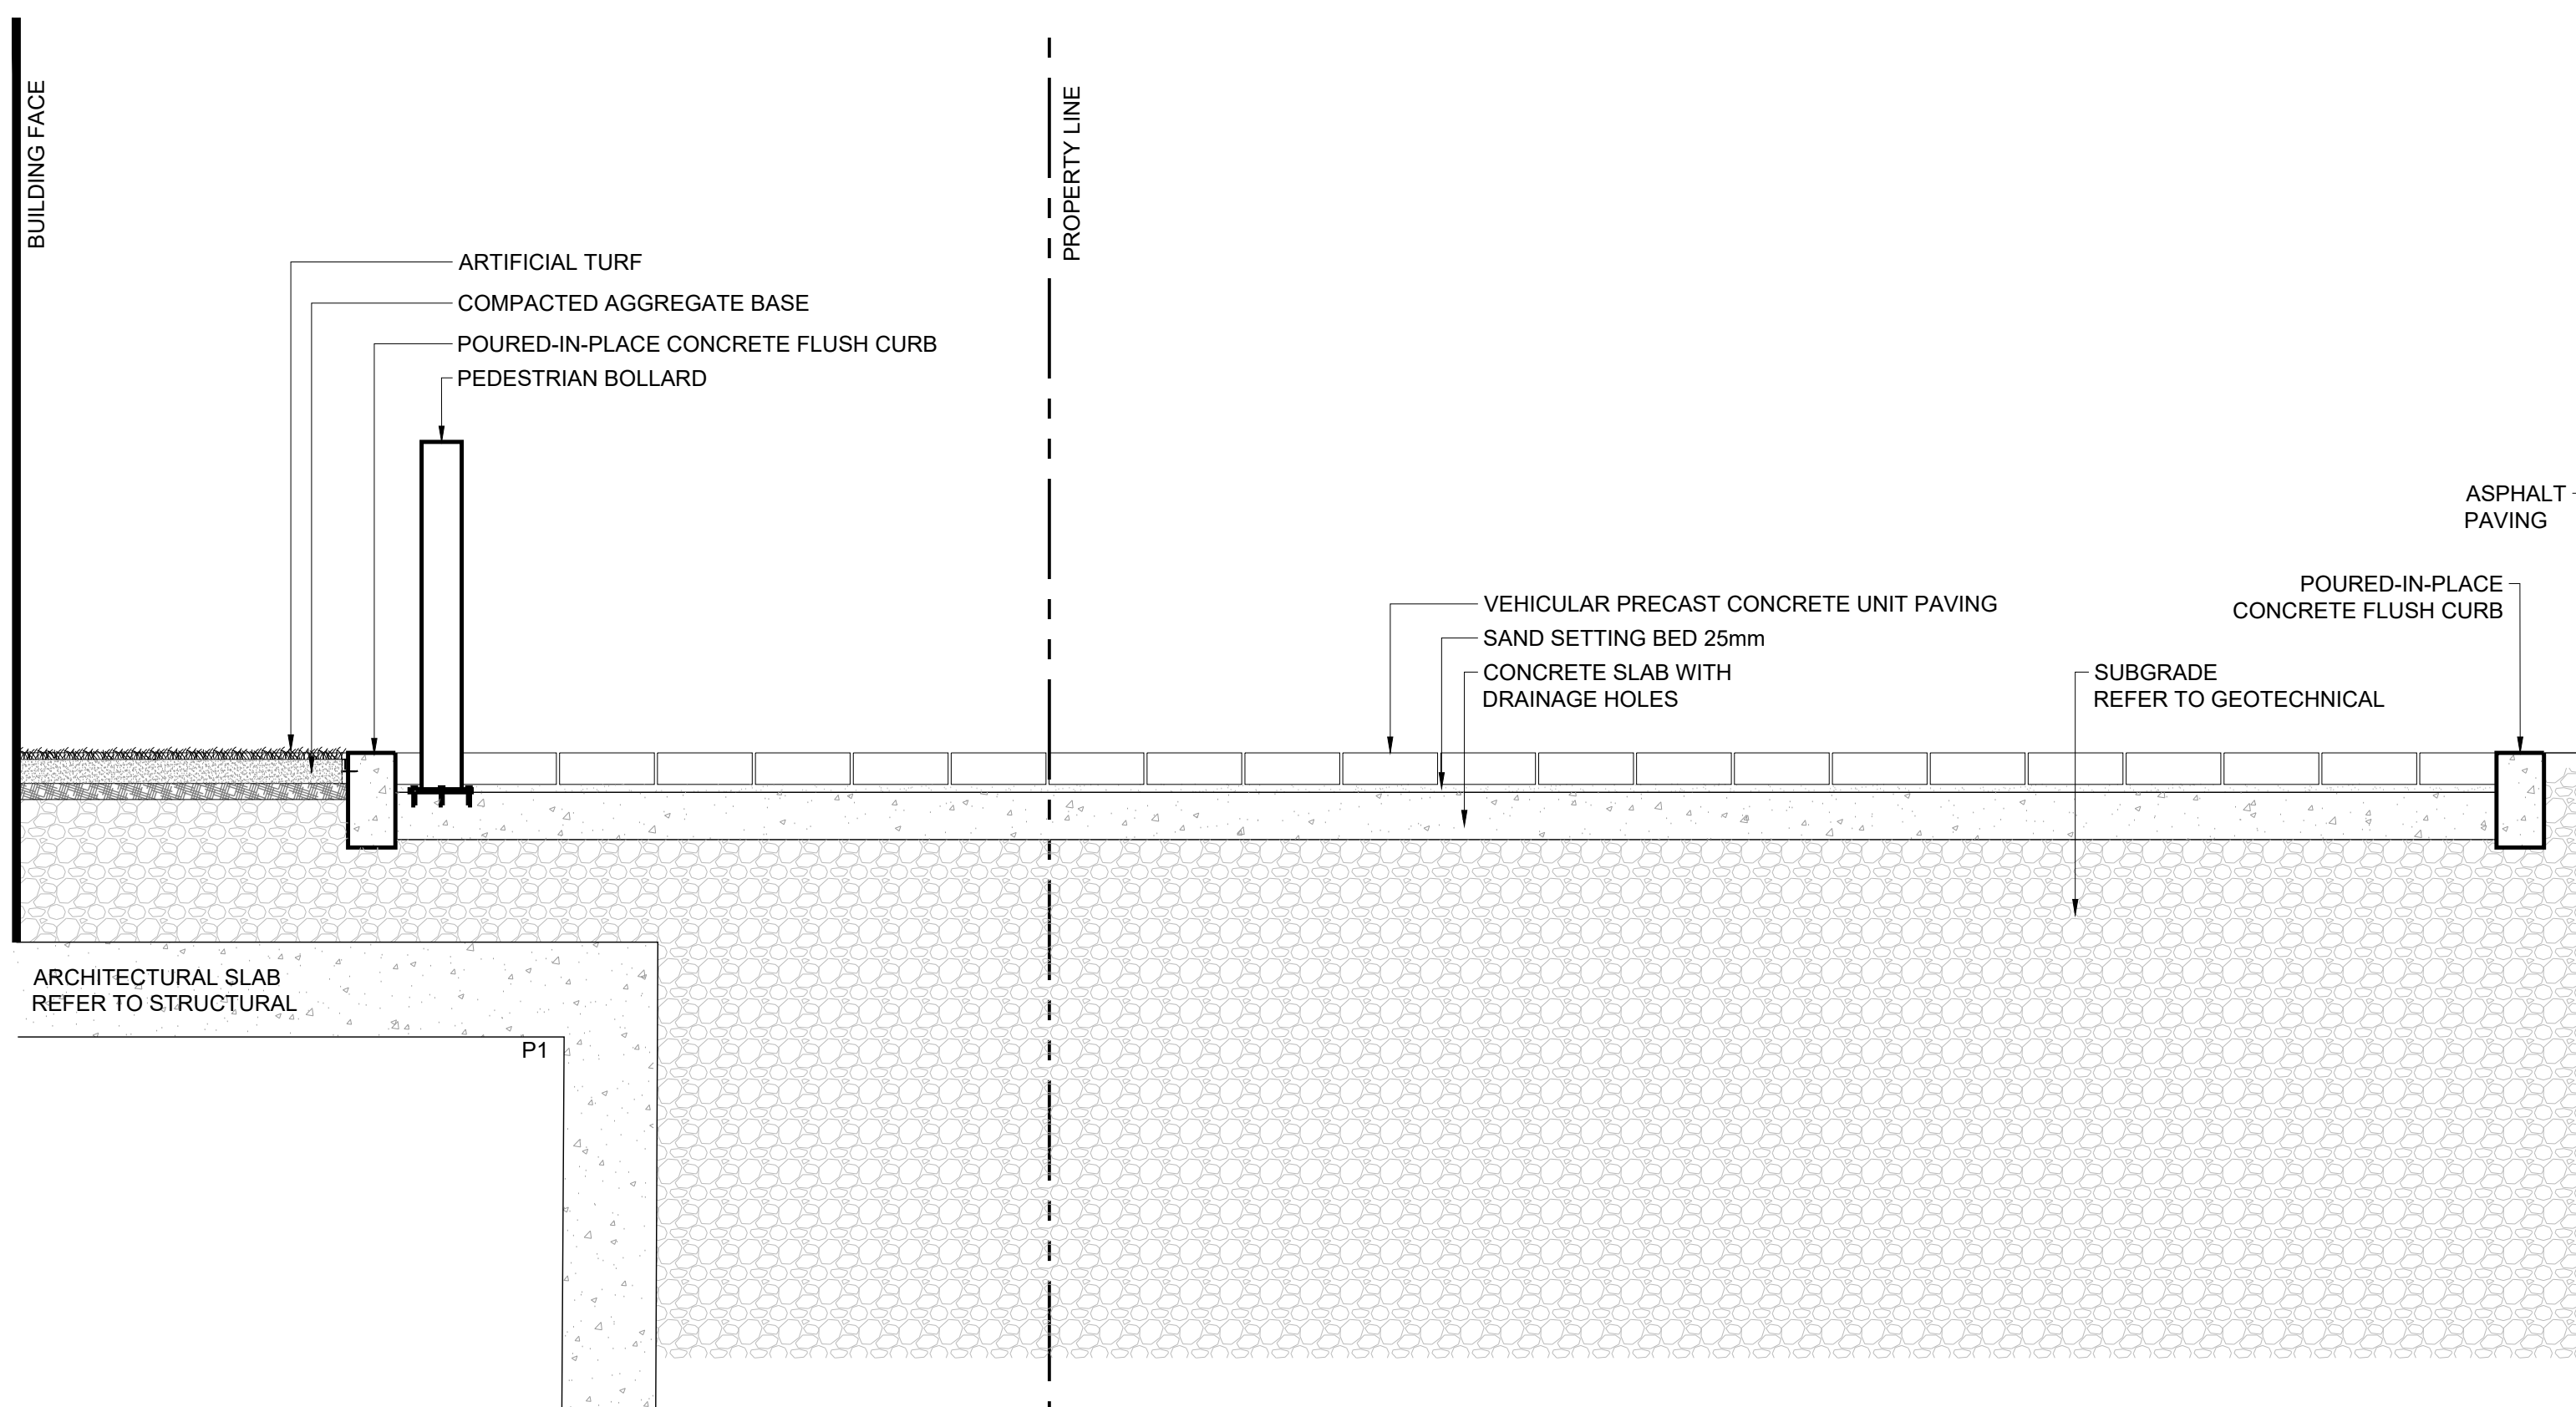 BUILDING FACE
PROPERTY LINE
ARTIFICIAL TURF
COMPACTED AGGREGATE BASE
POURED-IN-PLACE CONCRETE FLUSH CURB
PEDESTRIAN BOLLARD
ASPHALT
PAVING
POURED-IN-PLACE
CONCRETE FLUSH CURB
VEHICULAR PRECAST CONCRETE UNIT PAVING
SAND SETTING BED 25mm
CONCRETE SLAB WITH
DRAINAGE HOLES
SUBGRADE
REFER TO GEOTECHNICAL
ARCHITECTURAL SLAB
REFER TO STRUCTURAL
P1